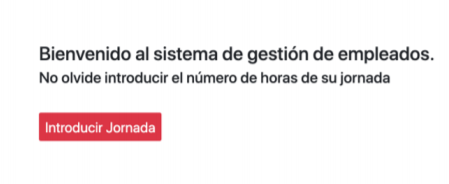 Bienvenido al sistema de gestión de empleados.
No olvide introducir el número de horas de su jornada
Introducir Jornada